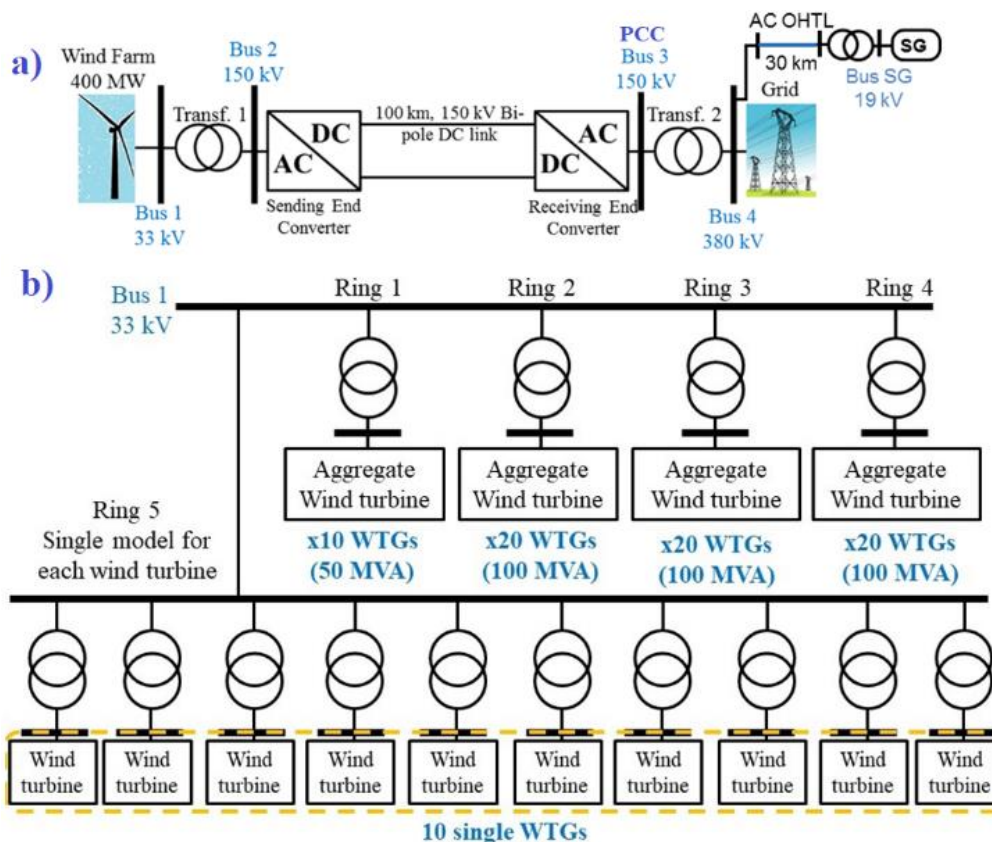 a)
Wind Farm
400 MW
Bus 1
33 kV
Transf. 1
Bus 2
150 kV
DC
AC
Sending End
Converter
100 km, 150 kV Bi-
pole DC link
AC
DC
Receiving End
Converter
PCC
Bus 3
150 kV
Transf. 2
Bus 4
380 kV
Grid
AC OHTL
30 km
Bus SG
19 kV
SG
b)
Bus 1
33 kV
Ring 1
Ring 2
Ring 3
Ring 4
Aggregate
Wind turbine
x10 WTGs
(50 MVA)
Aggregate
Wind turbine
x20 WTGs
(100 MVA)
Aggregate
Wind turbine
x20 WTGs
(100 MVA)
Aggregate
Wind turbine
x20 WTGs
(100 MVA)
Ring 5
Single model for
each wind turbine
Wind
turbine
Wind
turbine
Wind
turbine
Wind
turbine
Wind
turbine
Wind
turbine
Wind
turbine
Wind
turbine
Wind
turbine
Wind
turbine
10 single WTGs